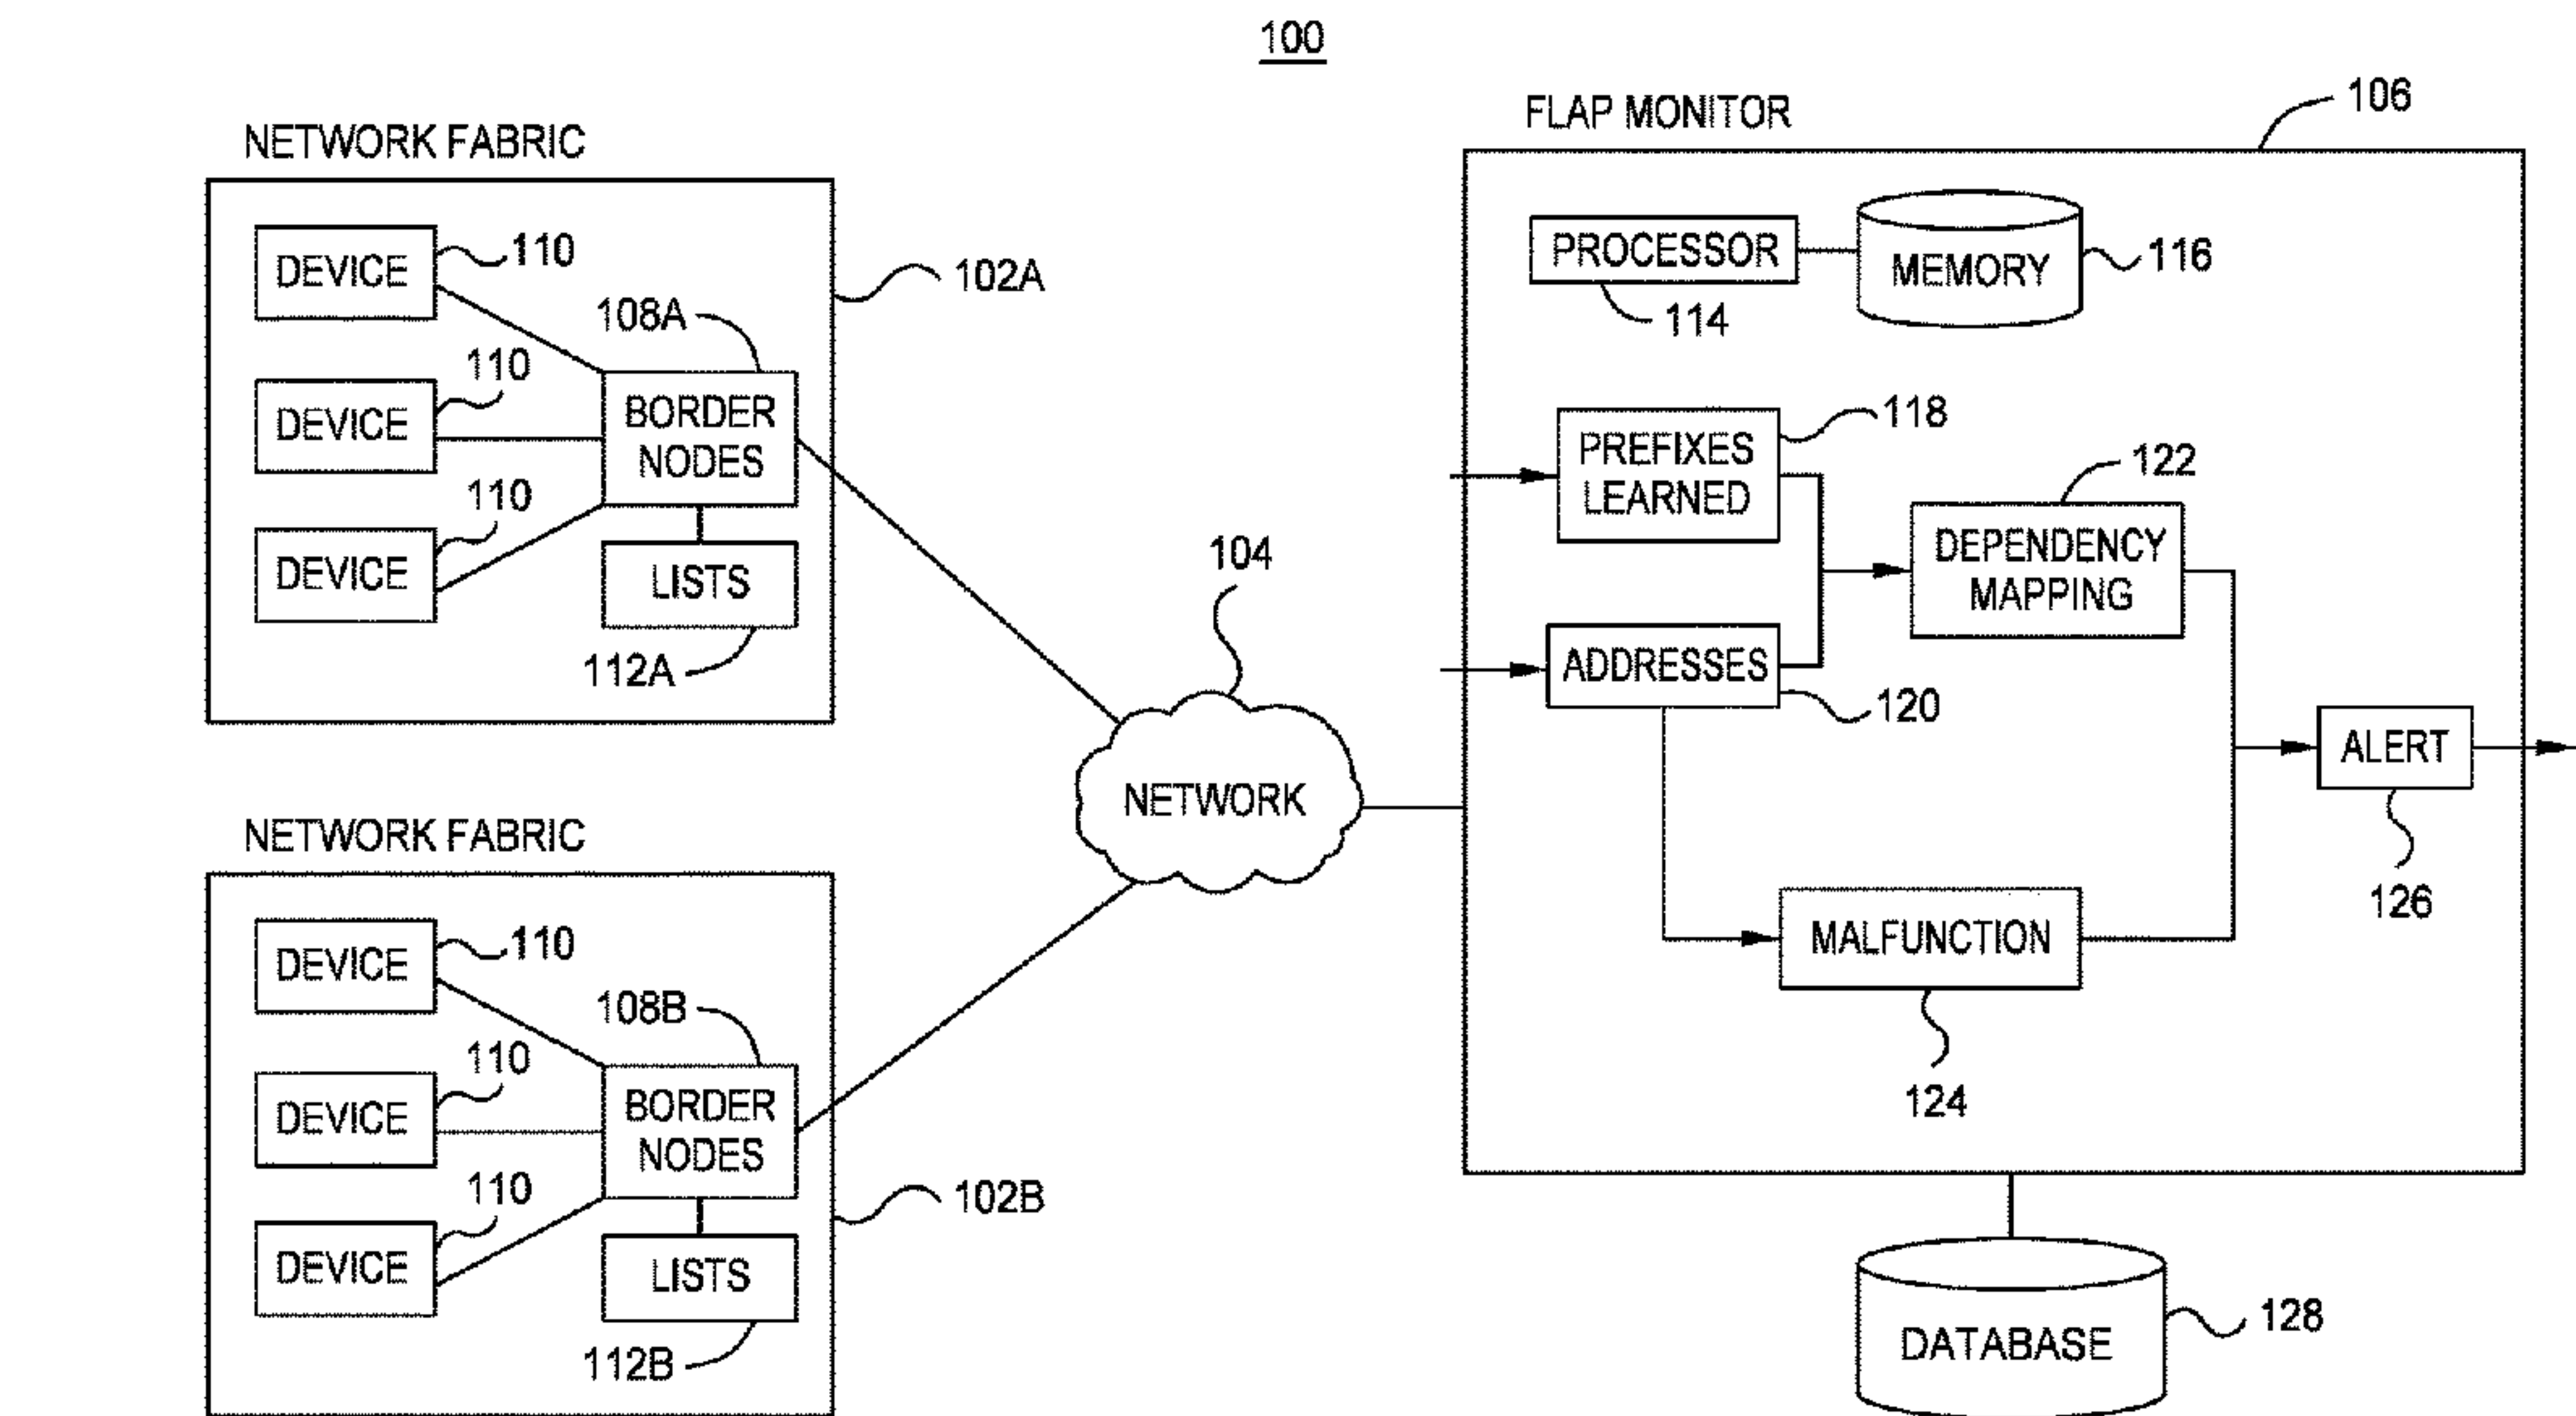 100
NETWORK FABRIC
DEVICE
110
102A
108A
DEVICE
110
BORDER
NODES
DEVICE
110
LISTS
112A
NETWORK FABRIC
DEVICE
110
108B
DEVICE
110
BORDER
NODES
102B
DEVICE
110
LISTS
112B
104
NETWORK
FLAP MONITOR
106
PROCESSOR
114
MEMORY
116
PREFIXES
LEARNED
118
DEPENDENCY
MAPPING
122
ADDRESSES
120
ALERT
126
MALFUNCTION
124
DATABASE
128